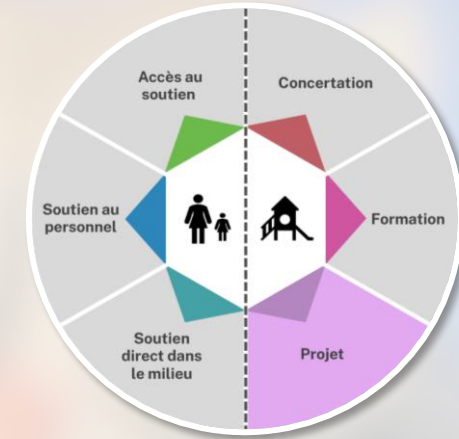 Accès au
soutien
Concertation
Soutien au
personnel
Formation
Soutien
direct dans
le milieu
Projet